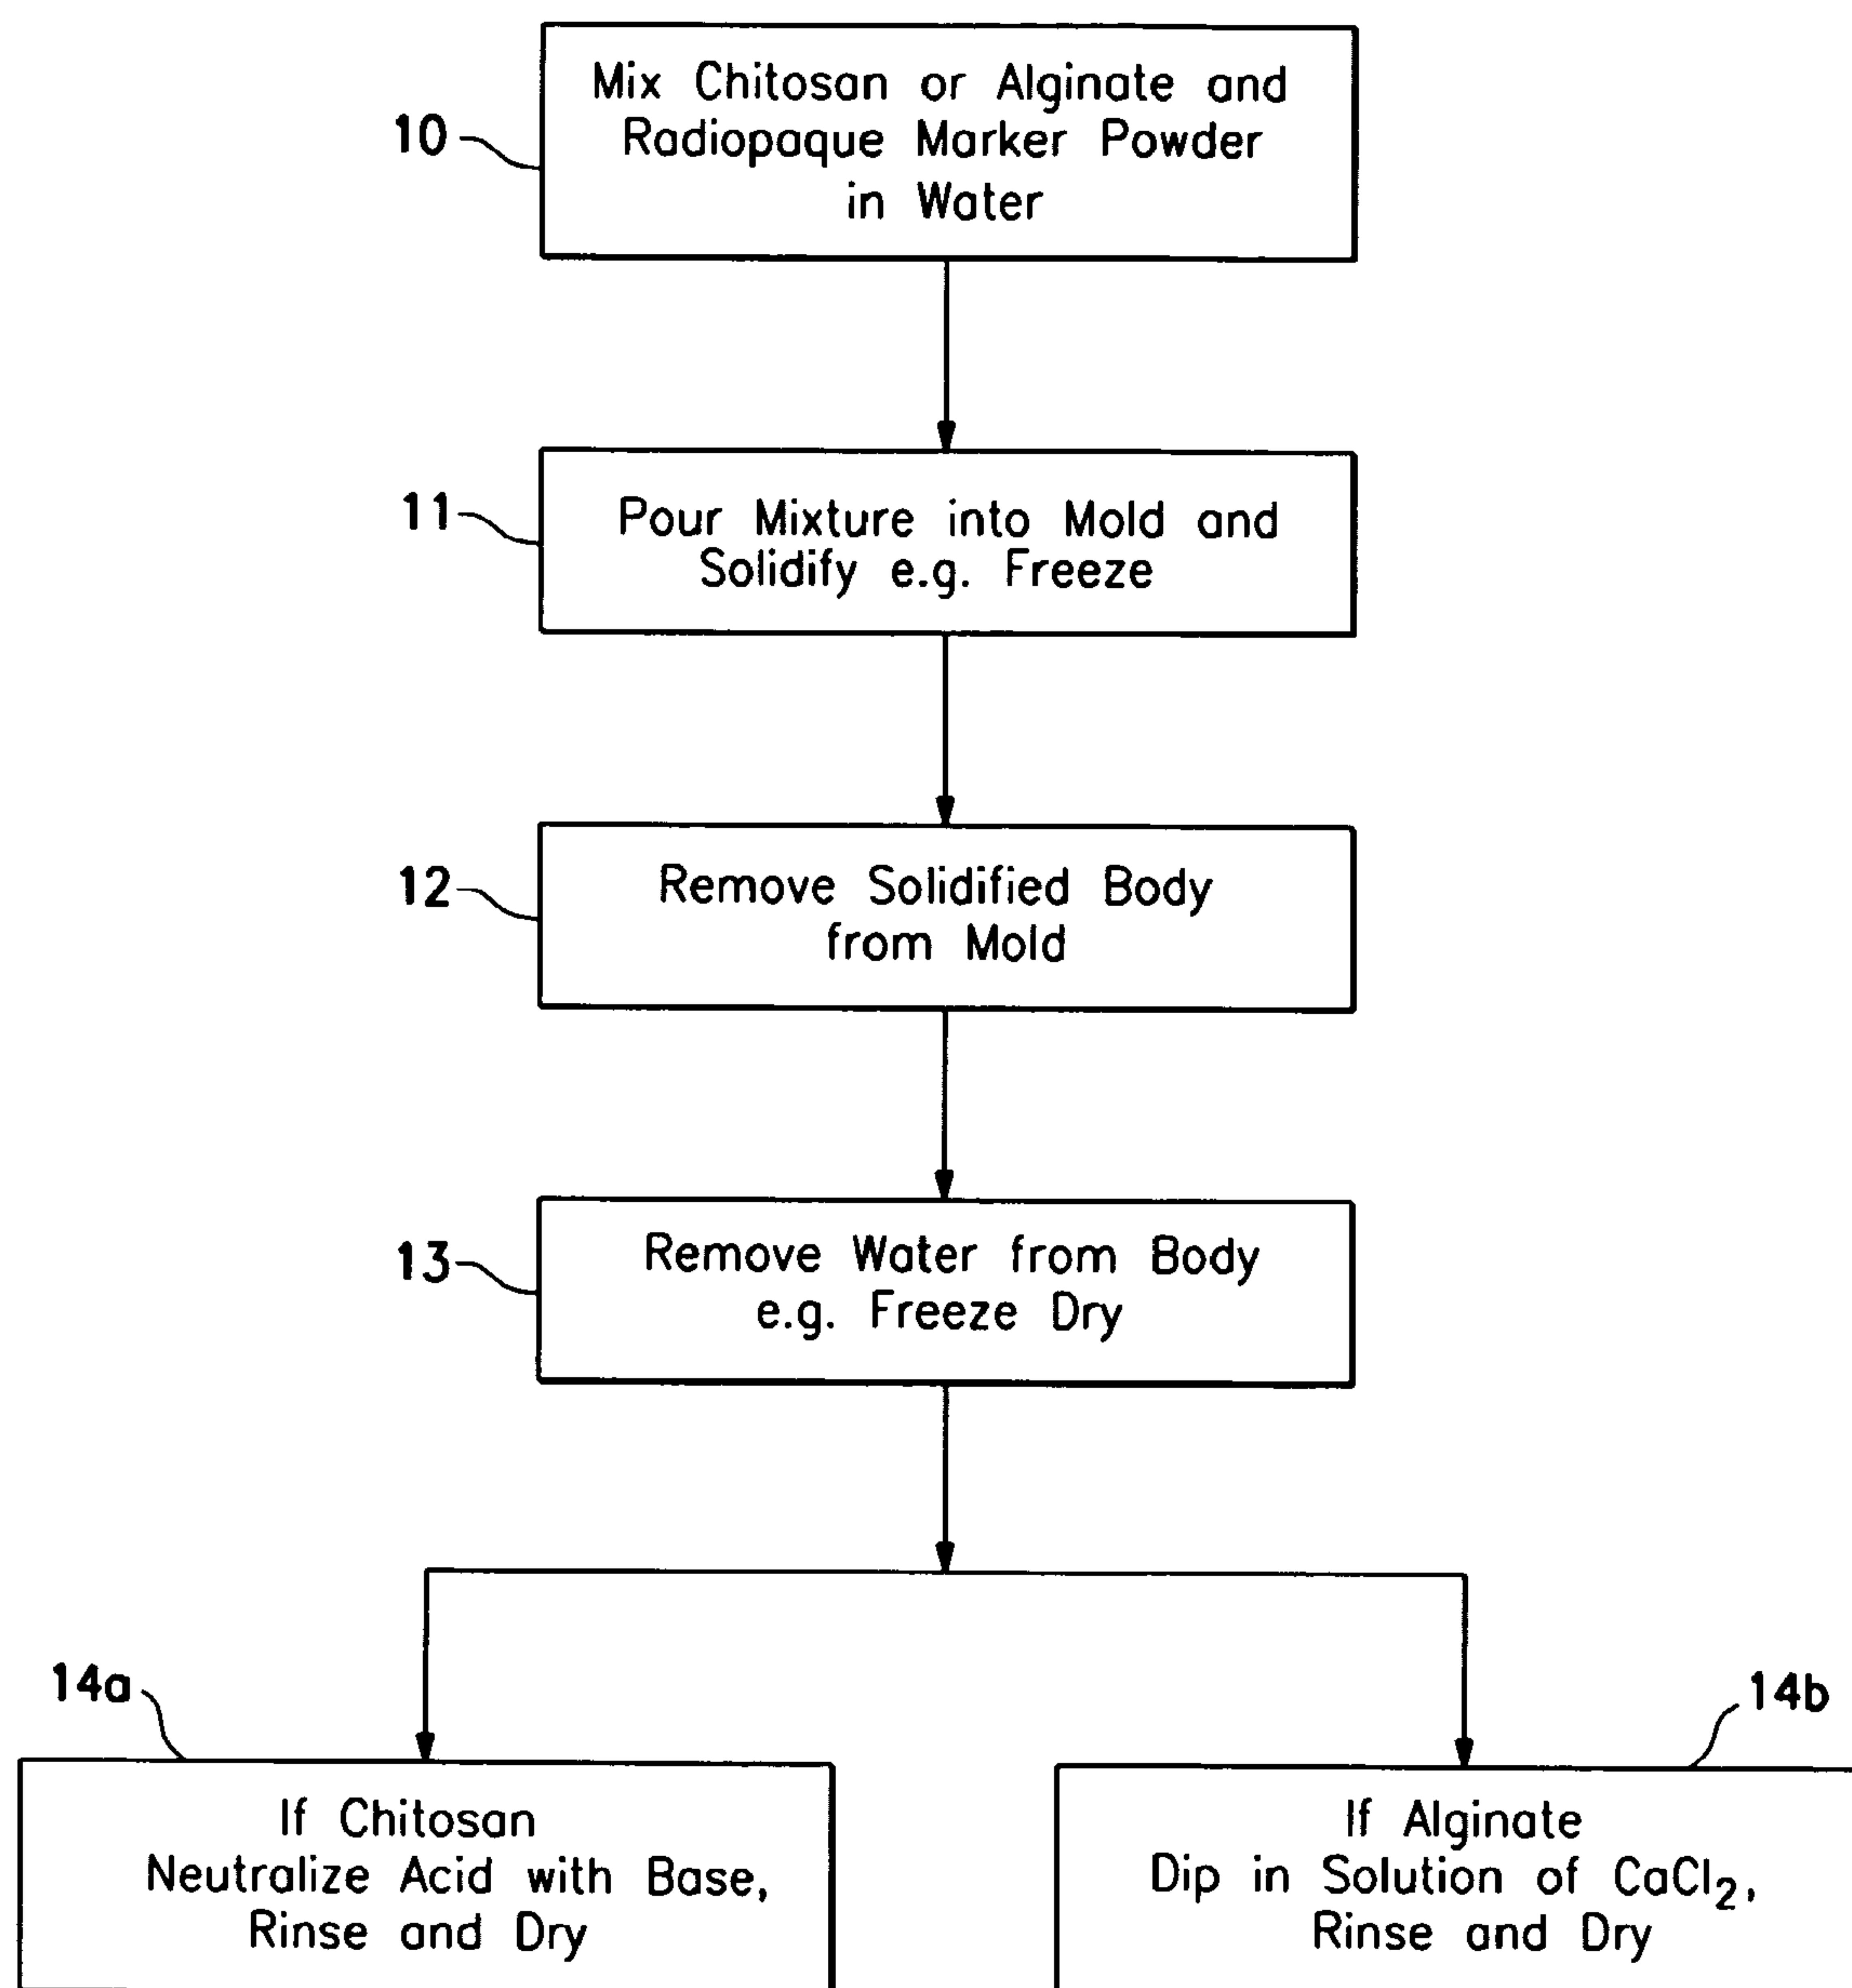 10
Mix Chitosan or Alginate and
Radiopaque Marker Powder
in Water
11
Pour Mixture into Mold and
Solidify e.g. Freeze
12
Remove Solidified Body
from Mold
13
Remove Water from Body
e.g. Freeze Dry
14a
If Chitosan
Neutralize Acid with Base,
Rinse and Dry
14b
If Alginate
Dip in Solution of CaCl₂,
Rinse and Dry